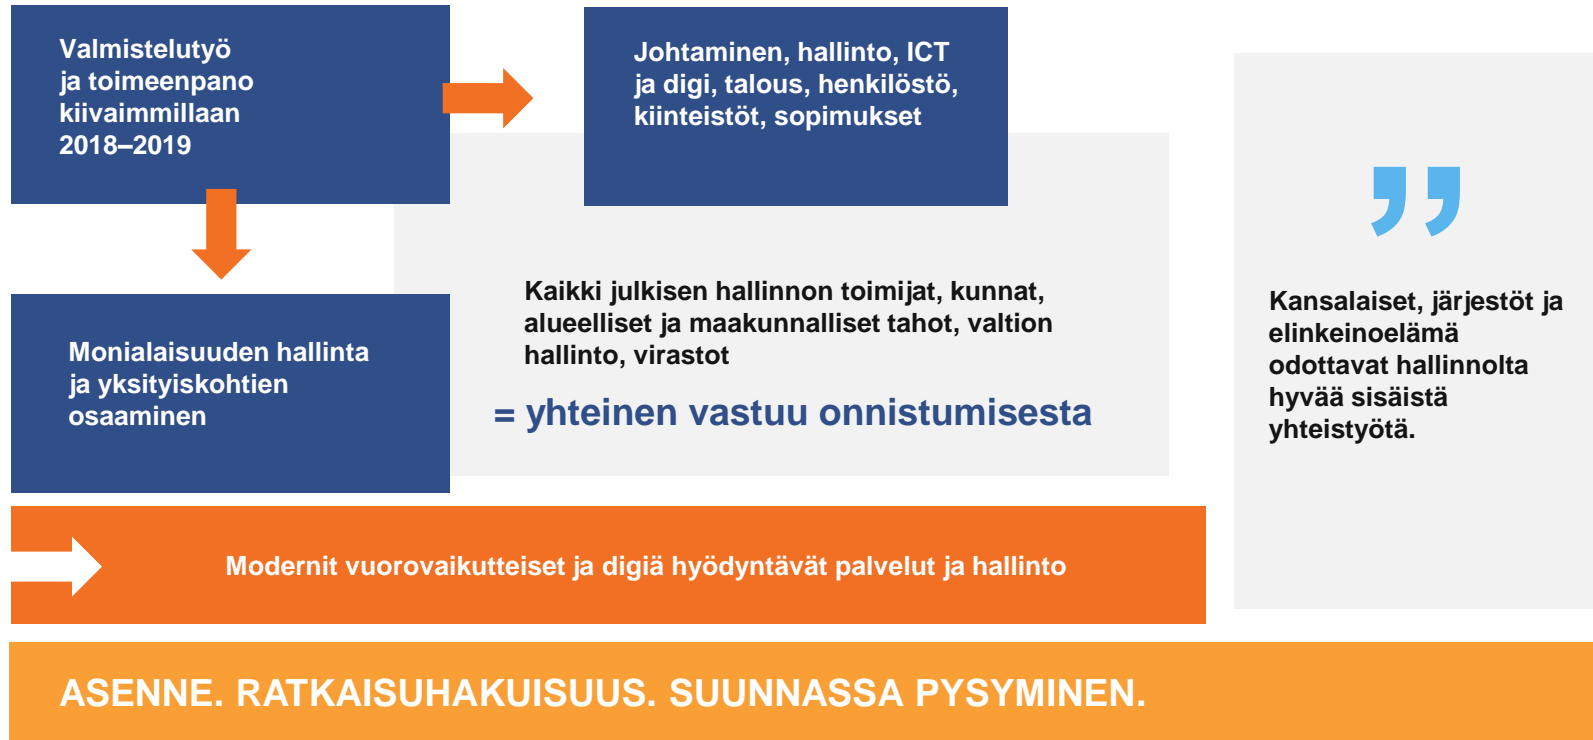 Valmistelutyö
ja toimeenpano
kiivaimmillaan
2018–2019
Johtaminen, hallinto, ICT
ja digi, talous, henkilöstö,
kiinteistöt, sopimukset
Monialaisuuden hallinta
ja yksityiskohtien
osaaminen
Kaikki julkisen hallinnon toimijat, kunnat,
alueelliset ja maakunnalliset tahot, valtion
hallinto, virastot
= yhteinen vastuu onnistumisesta
”
Kansalaiset, järjestöt ja
elinkeinoelämä
odottavat hallinnolta
hyvää sisäistä
yhteistyötä.
Modernit vuorovaikutteiset ja digiä hyödyntävät palvelut ja hallinto
ASENNE. RATKAISUHAKUISUUS. SUUNNASSA PYSYMINEN.